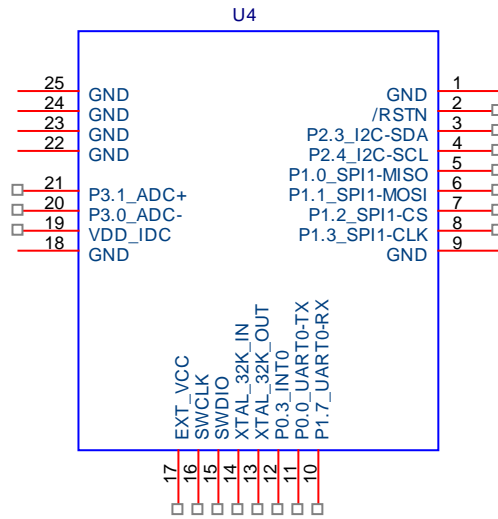 U4
25 GND
24 GND
23 GND
22 GND
21 P3.1_ADC+
20 P3.0_ADC-
19 VDD_IDC
18 GND
GND 1
/RSTN 2
P2.3_I2C-SDA 3
P2.4_I2C-SCL 4
P1.0_SPI1-MISO 5
P1.1_SPI1-MOSI 6
P1.2_SPI1-CS 7
P1.3_SPI1-CLK 8
GND 9
17 EXT_VCC
16 SWCLK
15 SWDIO
14 XTAL_32K_IN
13 XTAL_32K_OUT
12 P0.3_INT0
11 P0.0_UART0-TX
10 P1.7_UART0-RX